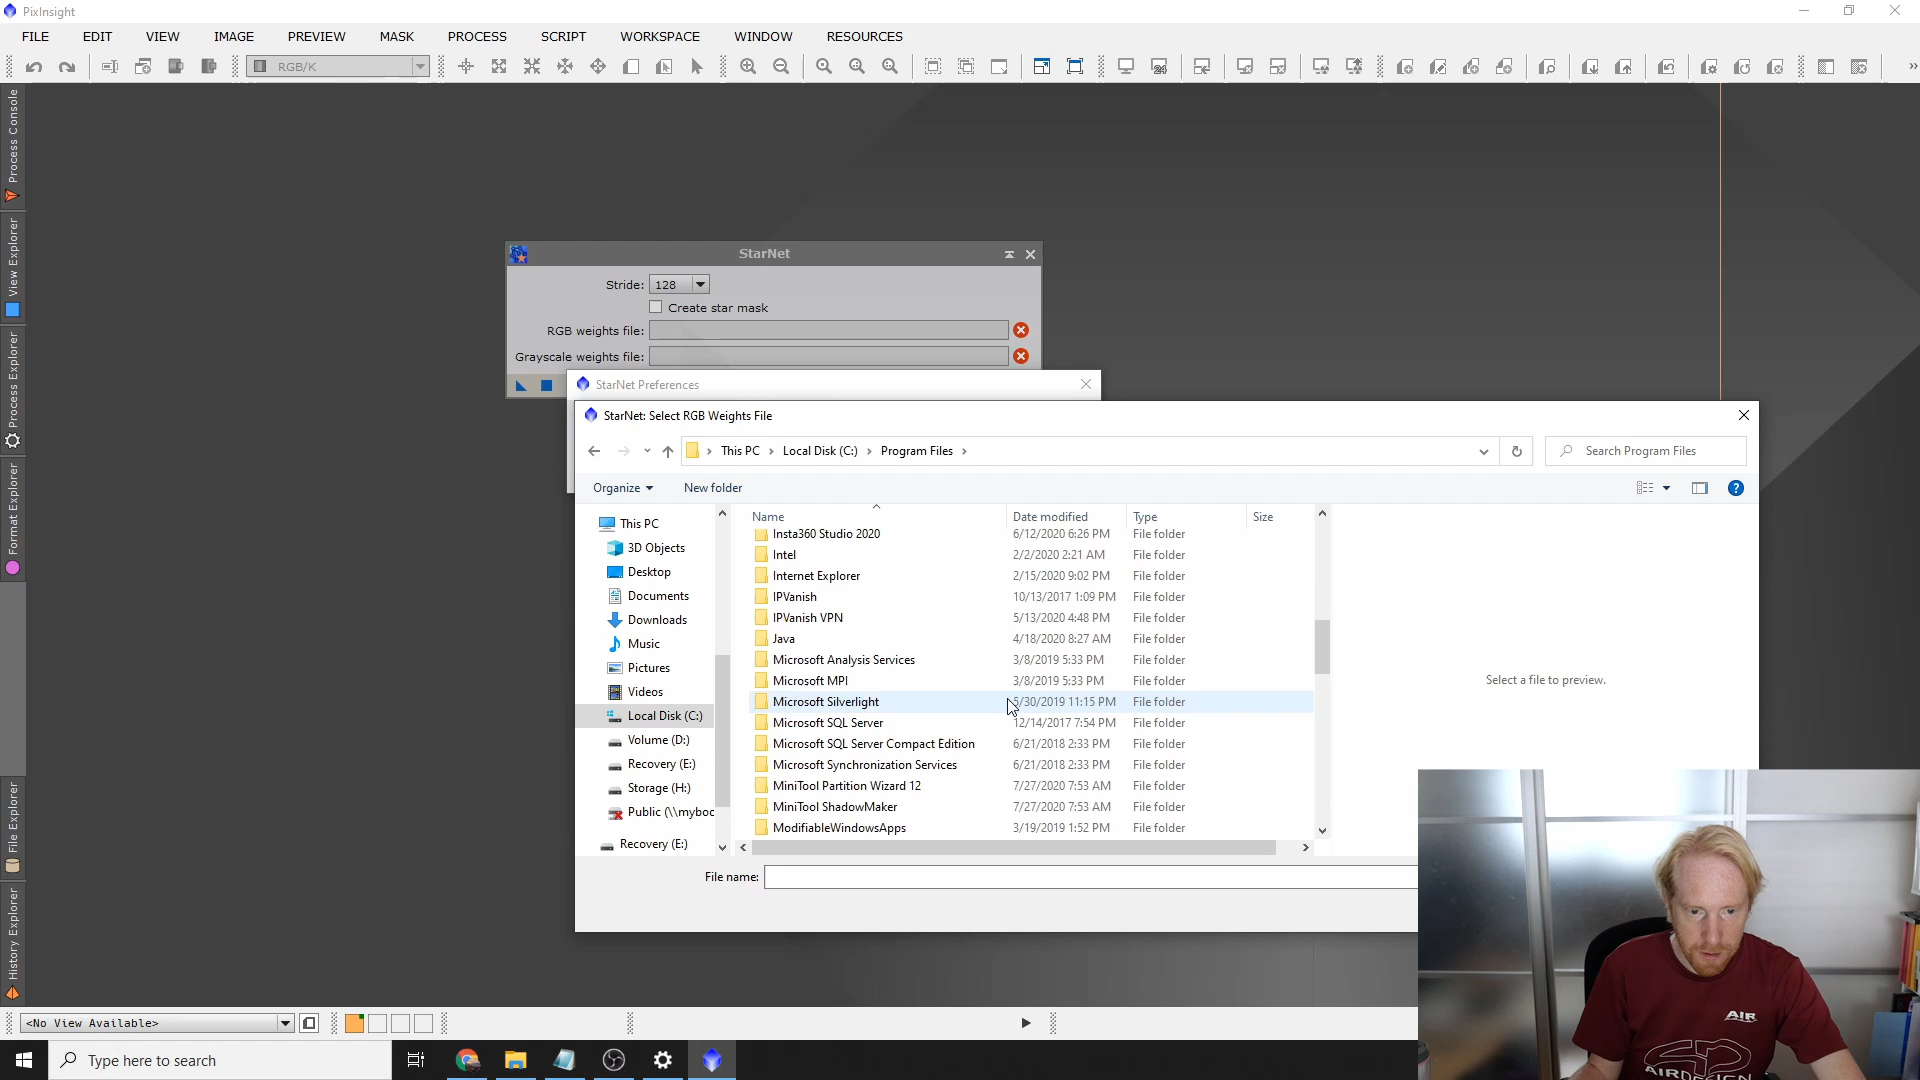 PixInsight
FILE EDIT VIEW IMAGE PREVIEW MASK PROCESS SCRIPT WORKSPACE WINDOW RESOURCES
RGB/K
24
Process Console
View Explorer
Process Explorer
Format Explorer
File Explorer
History Explorer
StarNet
Stride: 128
Create star mask
RGB weights file:
Grayscale weights file:
StarNet Preferences
StarNet: Select RGB Weights File
This PC › Local Disk (C:) › Program Files ›
Search Program Files
Organize New folder
This PC
3D Objects
Desktop
Documents
Downloads
Music
Pictures
Videos
Local Disk (C:)
Volume (D:)
Recovery (E:)
Storage (H:)
Public (\\myboc
Recovery (E:)
Name Date modified Type Size
Insta360 Studio 2020 6/12/2020 6:26 PM File folder
Intel 2/2/2020 2:21 AM File folder
Internet Explorer 2/15/2020 9:02 PM File folder
IPVanish 10/13/2017 1:09 PM File folder
IPVanish VPN 5/13/2020 4:48 PM File folder
Java 4/18/2020 8:27 AM File folder
Microsoft Analysis Services 3/8/2019 5:33 PM File folder
Microsoft MPI 3/8/2019 5:33 PM File folder
Microsoft Silverlight 5/30/2019 11:15 PM File folder
Microsoft SQL Server 12/14/2017 7:54 PM File folder
Microsoft SQL Server Compact Edition 6/21/2018 2:33 PM File folder
Microsoft Synchronization Services 6/21/2018 2:33 PM File folder
MiniTool Partition Wizard 12 7/27/2020 7:53 AM File folder
MiniTool ShadowMaker 7/27/2020 7:53 AM File folder
ModifiableWindowsApps 3/19/2019 1:52 PM File folder
Select a file to preview.
File name:
AIR
AIRDESIGN
<No View Available>
Type here to search